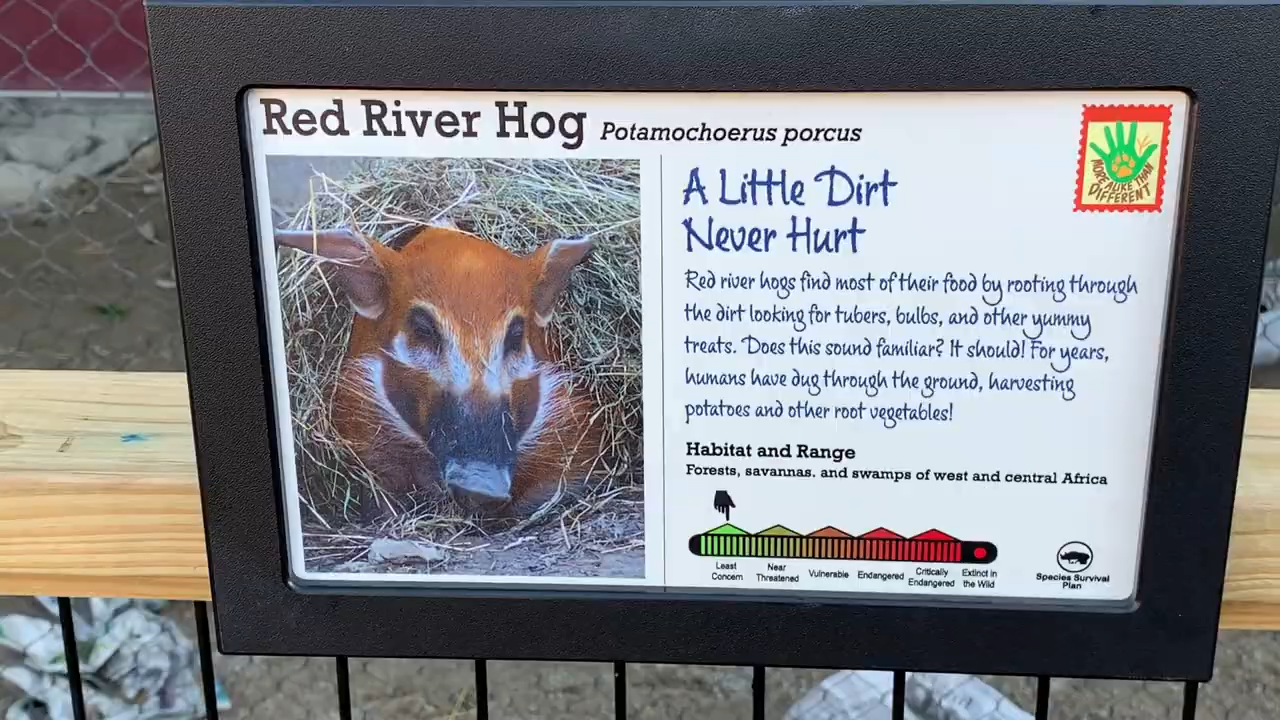 Red River Hog Potamochoerus porcus
MORE ALIKE THAN
DIFFERENT
A Little Dirt
Never Hurt
Red river hogs find most of their food by rooting through
the dirt looking for tubers, bulbs, and other yummy
treats. Does this sound familiar? It should! For years,
humans have dug through the ground, harvesting
potatoes and other root vegetables!
Habitat and Range
Forests, savannas. and swamps of west and central Africa
Least
Concern
Near
Threatened
Vulnerable
Endangered
Critically
Endangered
Extinct in
the Wild
Species Survival
Plan